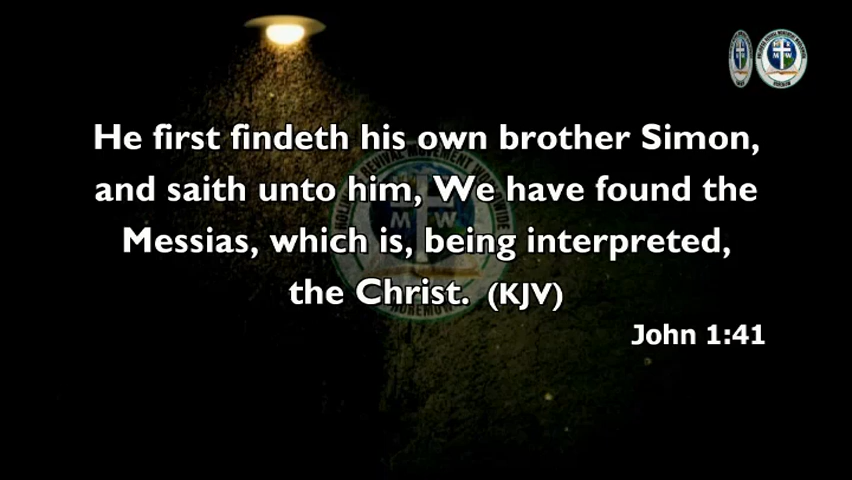 He first findeth his own brother Simon,
and saith unto him, We have found the
Messias, which is, being interpreted,
the Christ. (KJV)
John 1:41